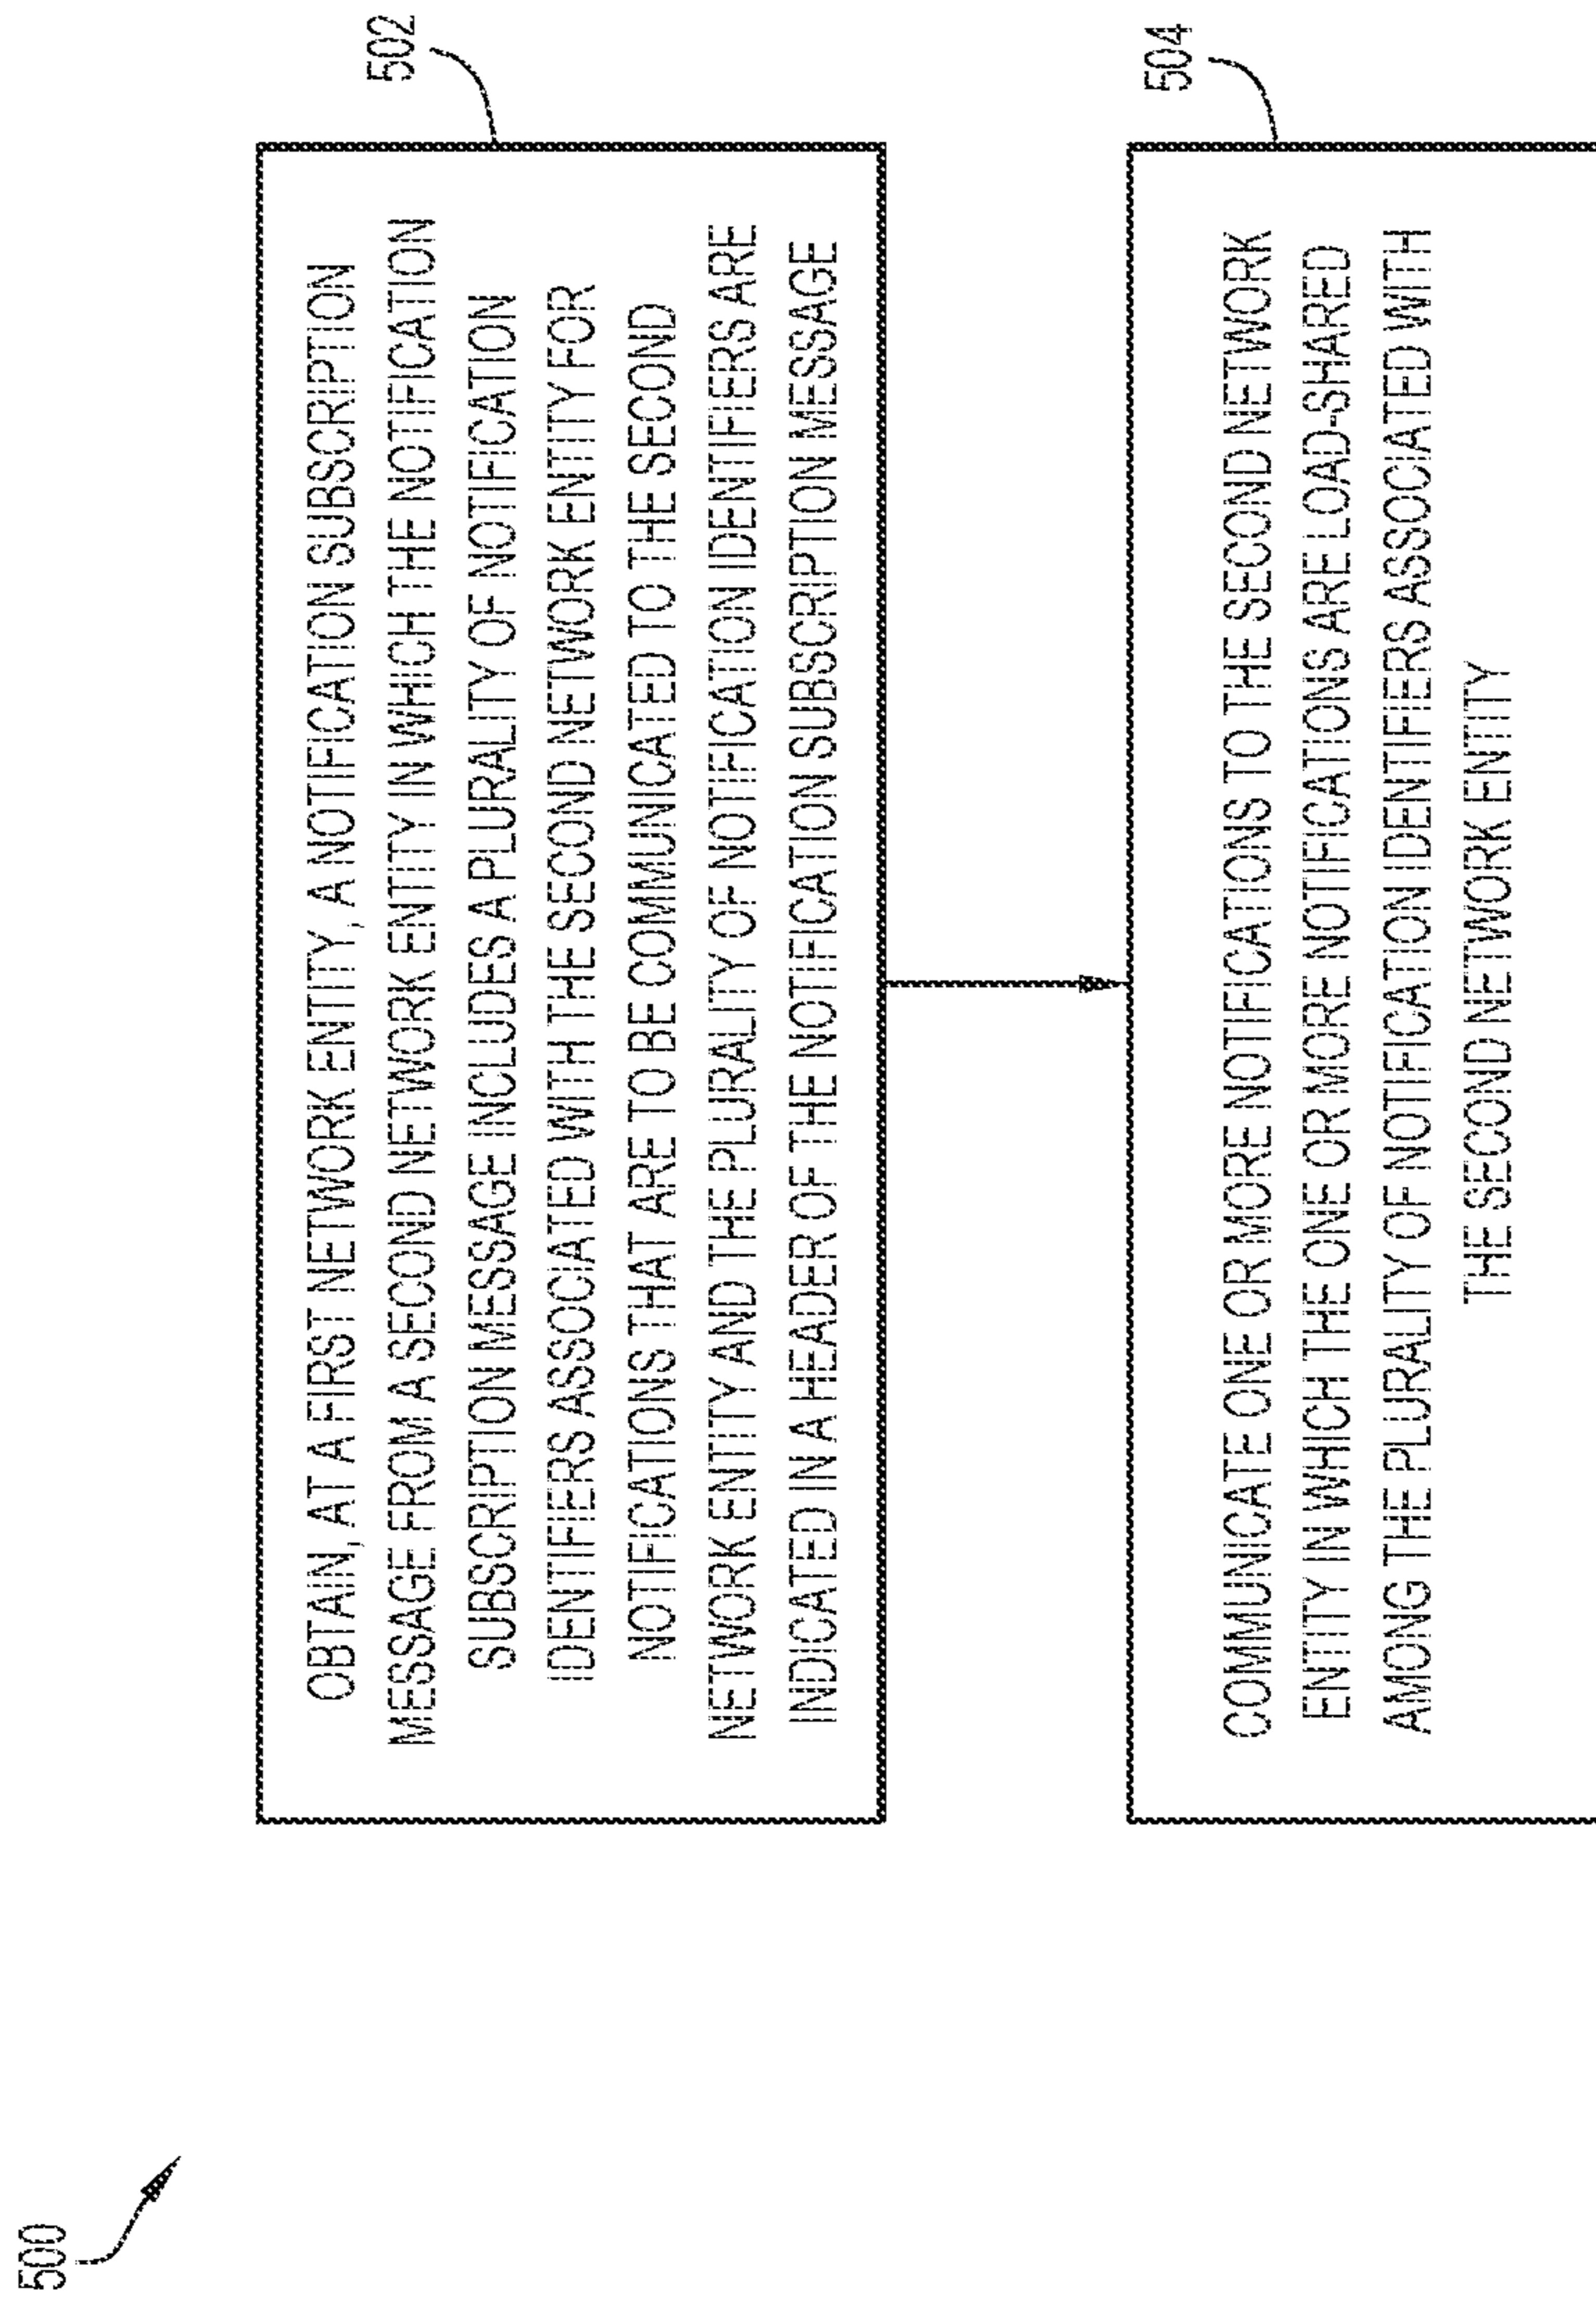 500
502
OBTAIN, AT A FIRST NETWORK ENTITY, A NOTIFICATION SUBSCRIPTION
MESSAGE FROM A SECOND NETWORK ENTITY IN WHICH THE NOTIFICATION
SUBSCRIPTION MESSAGE INCLUDES A PLURALITY OF NOTIFICATION
IDENTIFIERS ASSOCIATED WITH THE SECOND NETWORK ENTITY FOR
NOTIFICATIONS THAT ARE TO BE COMMUNICATED TO THE SECOND
NETWORK ENTITY AND THE PLURALITY OF NOTIFICATION IDENTIFIERS ARE
INDICATED IN A HEADER OF THE NOTIFICATION SUBSCRIPTION MESSAGE
504
COMMUNICATE ONE OR MORE NOTIFICATIONS TO THE SECOND NETWORK
ENTITY IN WHICH THE ONE OR MORE NOTIFICATIONS ARE LOAD-SHARED
AMONG THE PLURALITY OF NOTIFICATION IDENTIFIERS ASSOCIATED WITH
THE SECOND NETWORK ENTITY